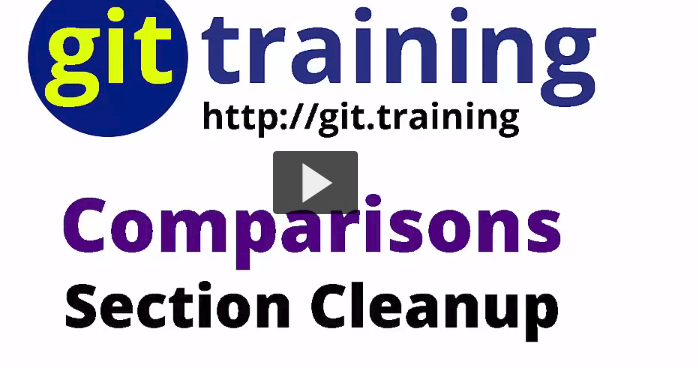 git training
http://git.training
Comparisons
Section Cleanup